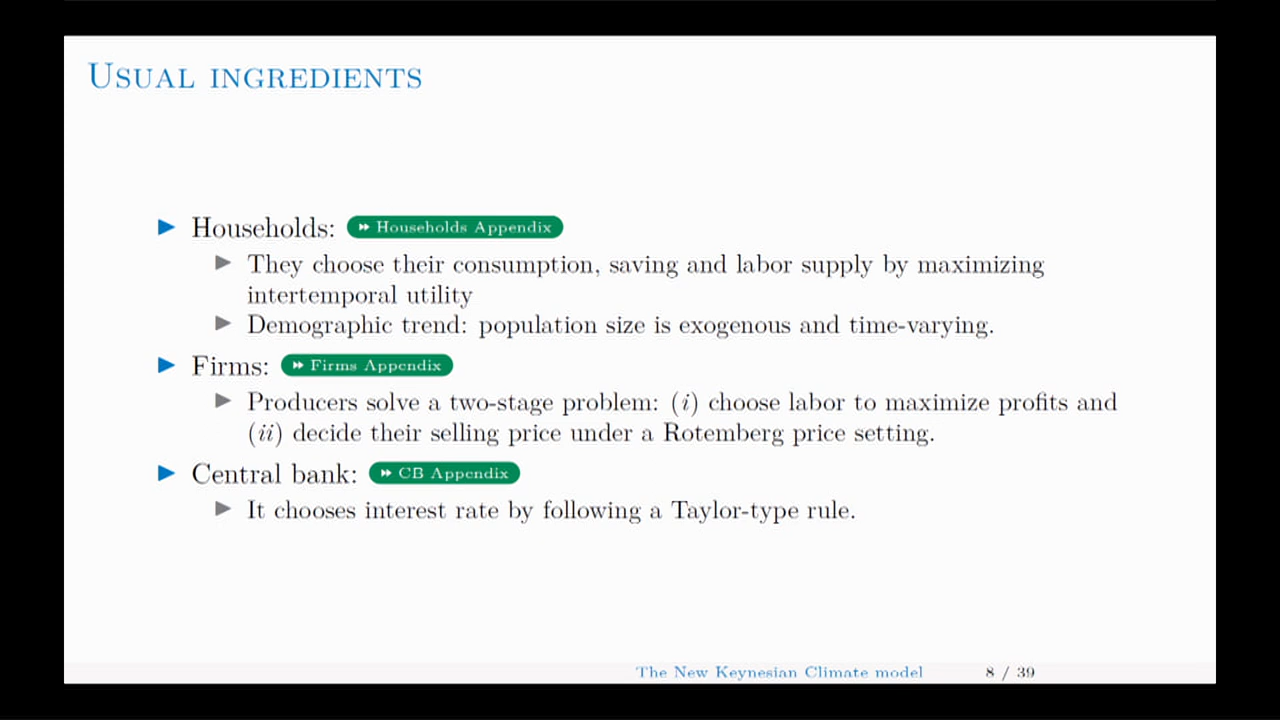 Usual ingredients
Households: Households Appendix
They choose their consumption, saving and labor supply by maximizing
intertemporal utility
Demographic trend: population size is exogenous and time-varying.
Firms: Firms Appendix
Producers solve a two-stage problem: (i) choose labor to maximize profits and
(ii) decide their selling price under a Rotemberg price setting.
Central bank: CB Appendix
It chooses interest rate by following a Taylor-type rule.
The New Keynesian Climate model 8 / 39